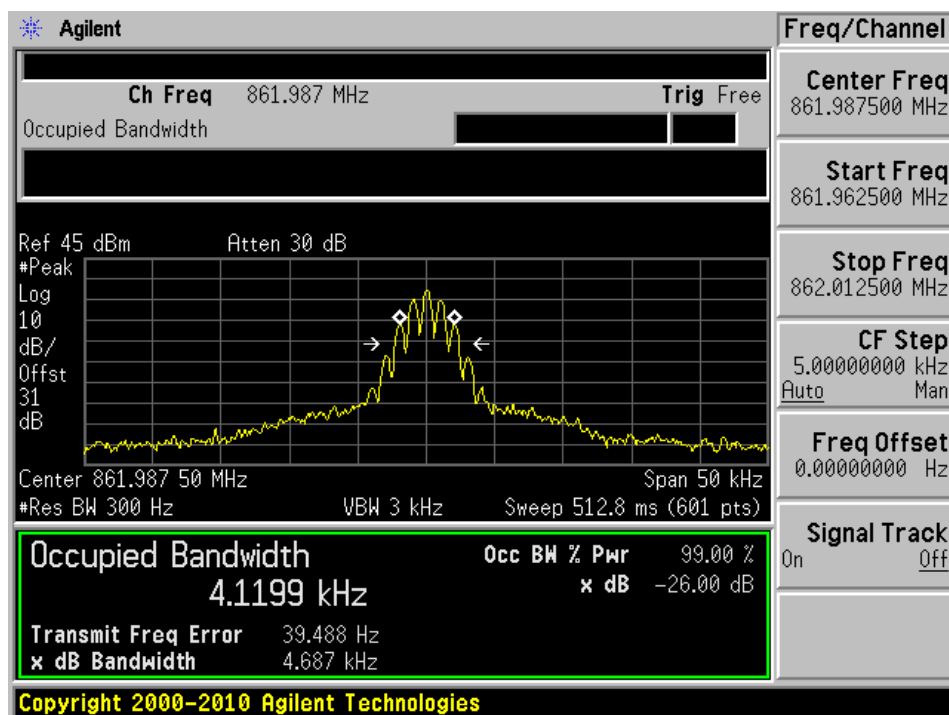 Agilent
Freq/Channel
Ch Freq 861.987 MHz
Trig Free
Occupied Bandwidth
Ref 45 dBm
Atten 30 dB
#Peak
Log
10
dB/
Offst
31
dB
Center 861.987 50 MHz
Span 50 kHz
#Res BW 300 Hz
VBW 3 kHz
Sweep 512.8 ms (601 pts)
Occupied Bandwidth
4.1199 kHz
Occ BW % Pwr 99.00 %
x dB -26.00 dB
Transmit Freq Error 39.488 Hz
x dB Bandwidth 4.687 kHz
Copyright 2000-2010 Agilent Technologies
Center Freq
861.987500 MHz
Start Freq
861.962500 MHz
Stop Freq
862.012500 MHz
CF Step
5.00000000 kHz
Auto Man
Freq Offset
0.00000000 Hz
Signal Track
On Off